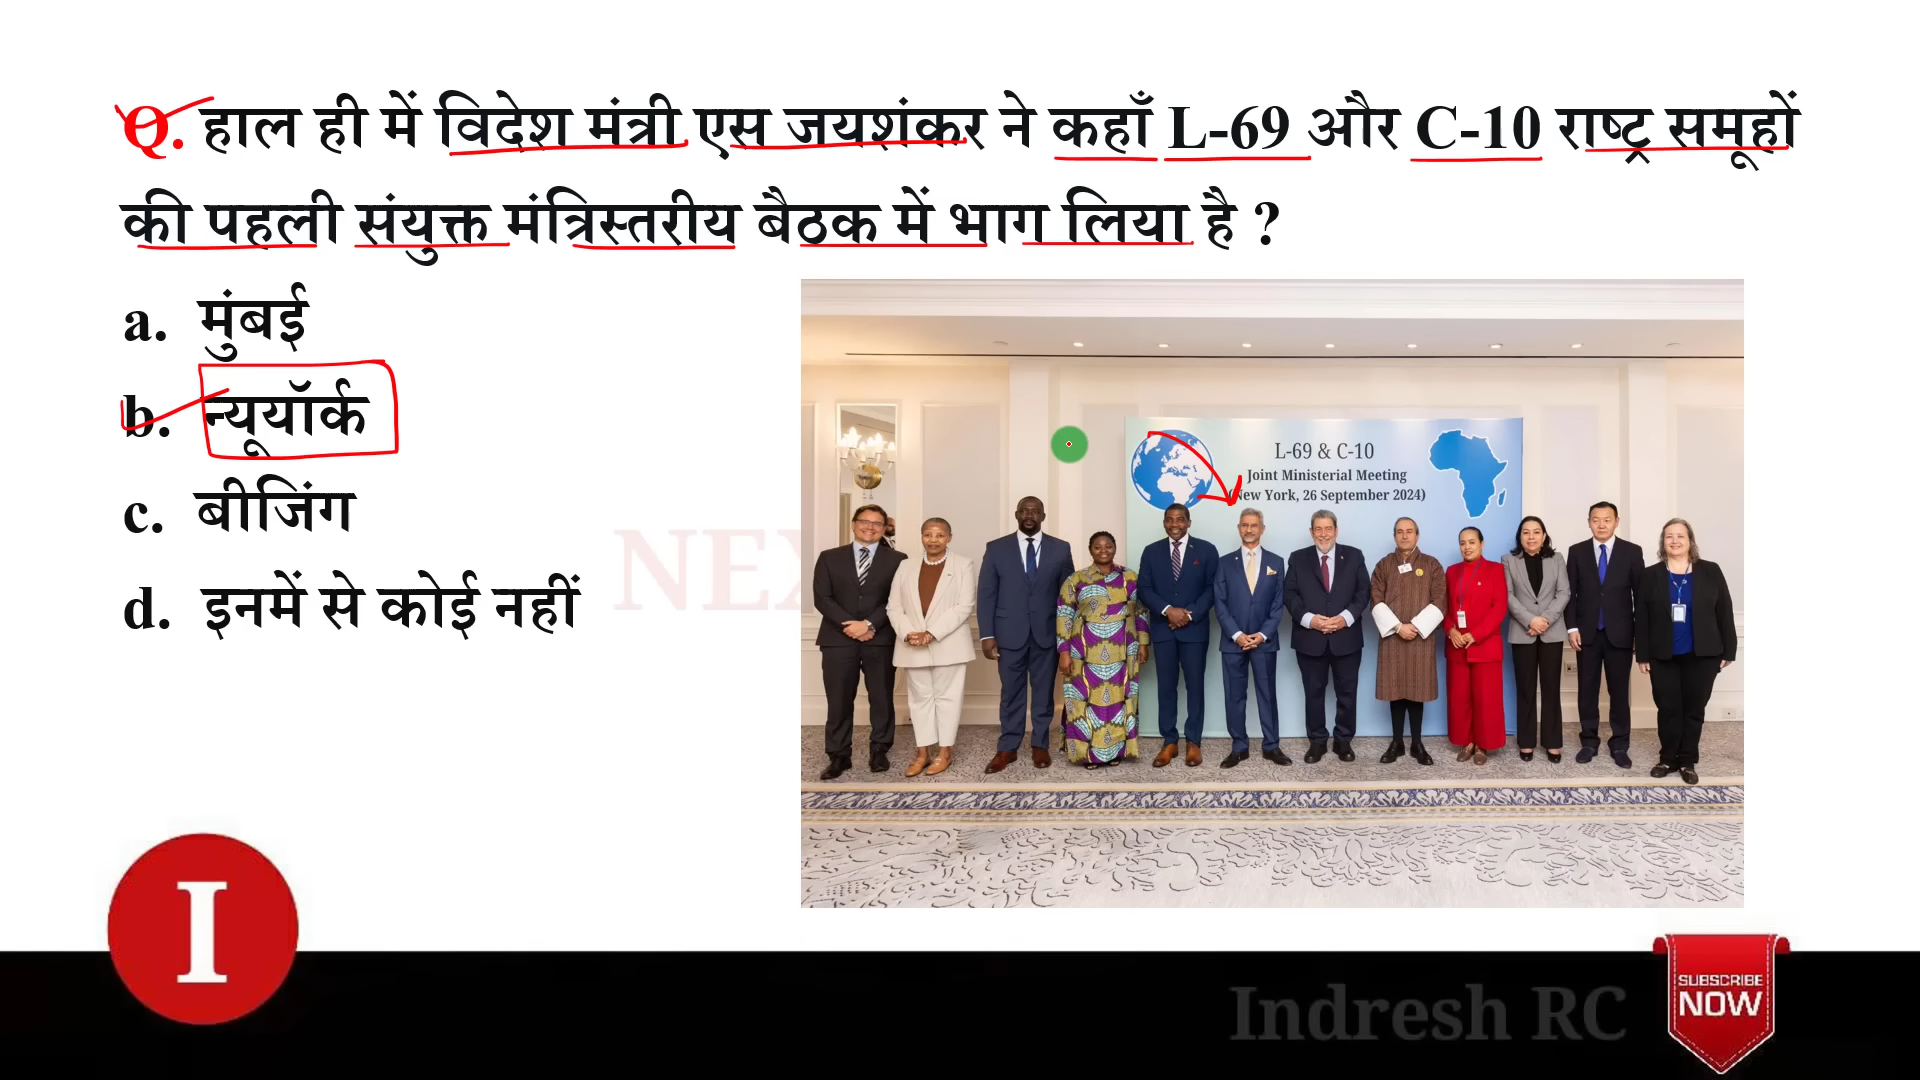 Q. हाल ही में विदेश मंत्री एस जयशंकर ने कहाँ L-69 और C-10 राष्ट्र समूहों
की पहली संयुक्त मंत्रिस्तरीय बैठक में भाग लिया है ?
a. मुंबई
b. न्यूयॉर्क
c. बीजिंग
d. इनमें से कोई नहीं
L-69 & C-10
Joint Ministerial Meeting
(New York, 26 September 2024)
NEX
I
Indresh RC
SUBSCRIBE
NOW